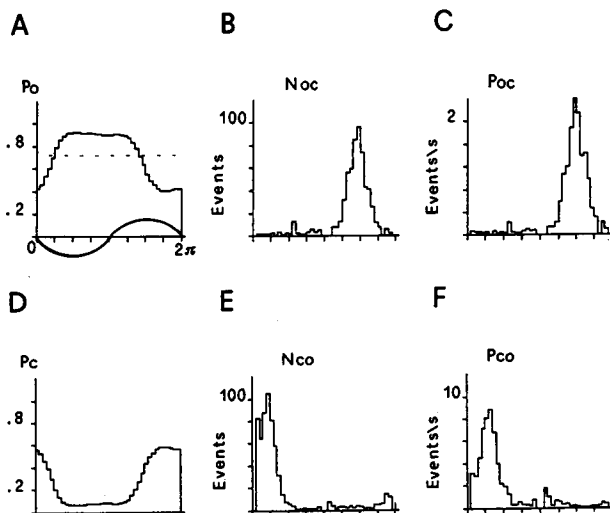 A
Po
.8
.2
0
2π
B
Noc
100
Events
C
Poc
2
Events\s
D
Pc
.8
.2
E
Nco
100
Events
F
Pco
10
Events\s